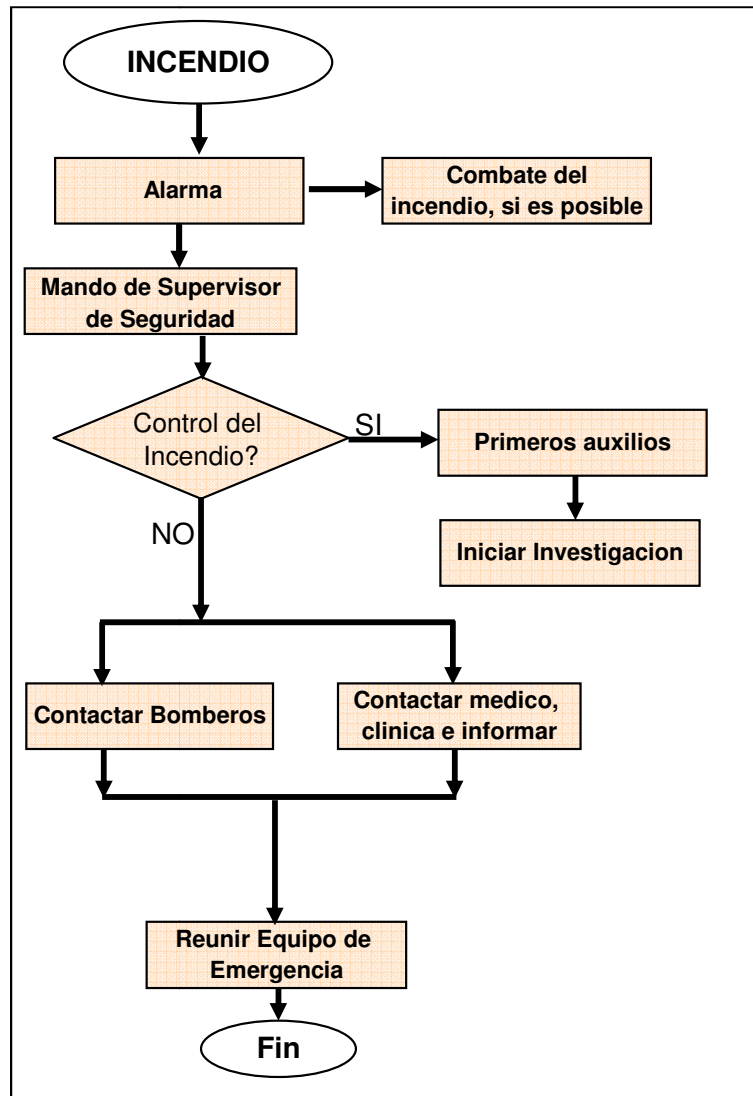 INCENDIO
Alarma
Combate del
incendio, si es posible
Mando de Supervisor
de Seguridad
Control del
Incendio?
SI
Primeros auxilios
Iniciar Investigacion
NO
Contactar Bomberos
Contactar medico,
clinica e informar
Reunir Equipo de
Emergencia
Fin